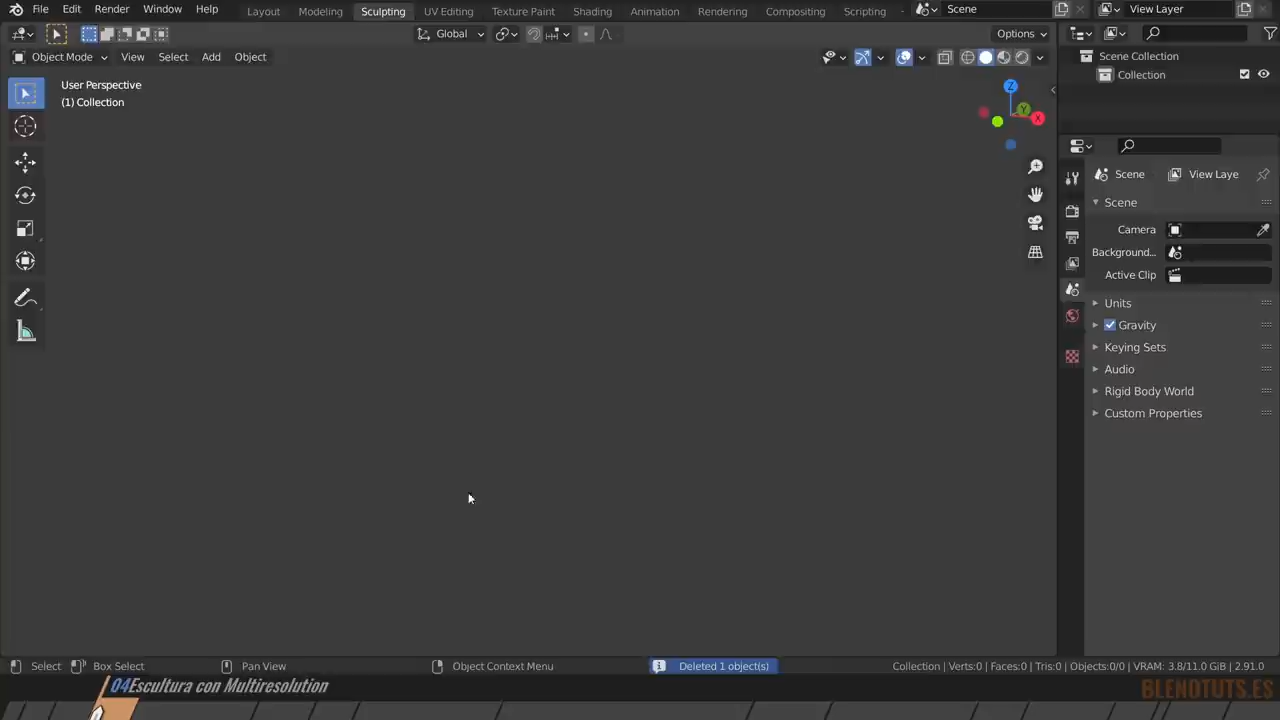 File Edit Render Window Help Layout Modeling Sculpting UV Editing Texture Paint Shading Animation Rendering Compositing Scripting Scene View Layer
Global Options
Object Mode View Select Add Object
Scene Collection
Collection
User Perspective
(1) Collection
Z
Y
X
Scene View Laye
Scene
Camera
Background...
Active Clip
Units
Gravity
Keying Sets
Audio
Rigid Body World
Custom Properties
Select Box Select Pan View Object Context Menu Deleted 1 object(s) Collection | Verts:0 | Faces:0 | Tris:0 | Objects:0/0 | VRAM: 3.8/11.0 GiB | 2.91.0
04Escultura con Multiresolution
BLENOTUTS.ES